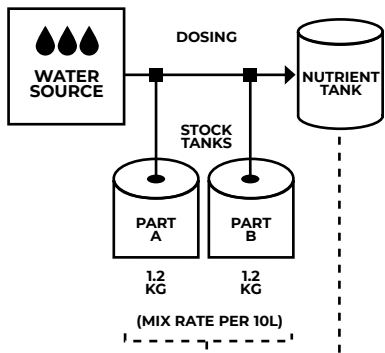 DOSING
WATER
SOURCE
NUTRIENT
TANK
STOCK
TANKS
PART
A
PART
B
1.2
KG
1.2
KG
(MIX RATE PER 10L)